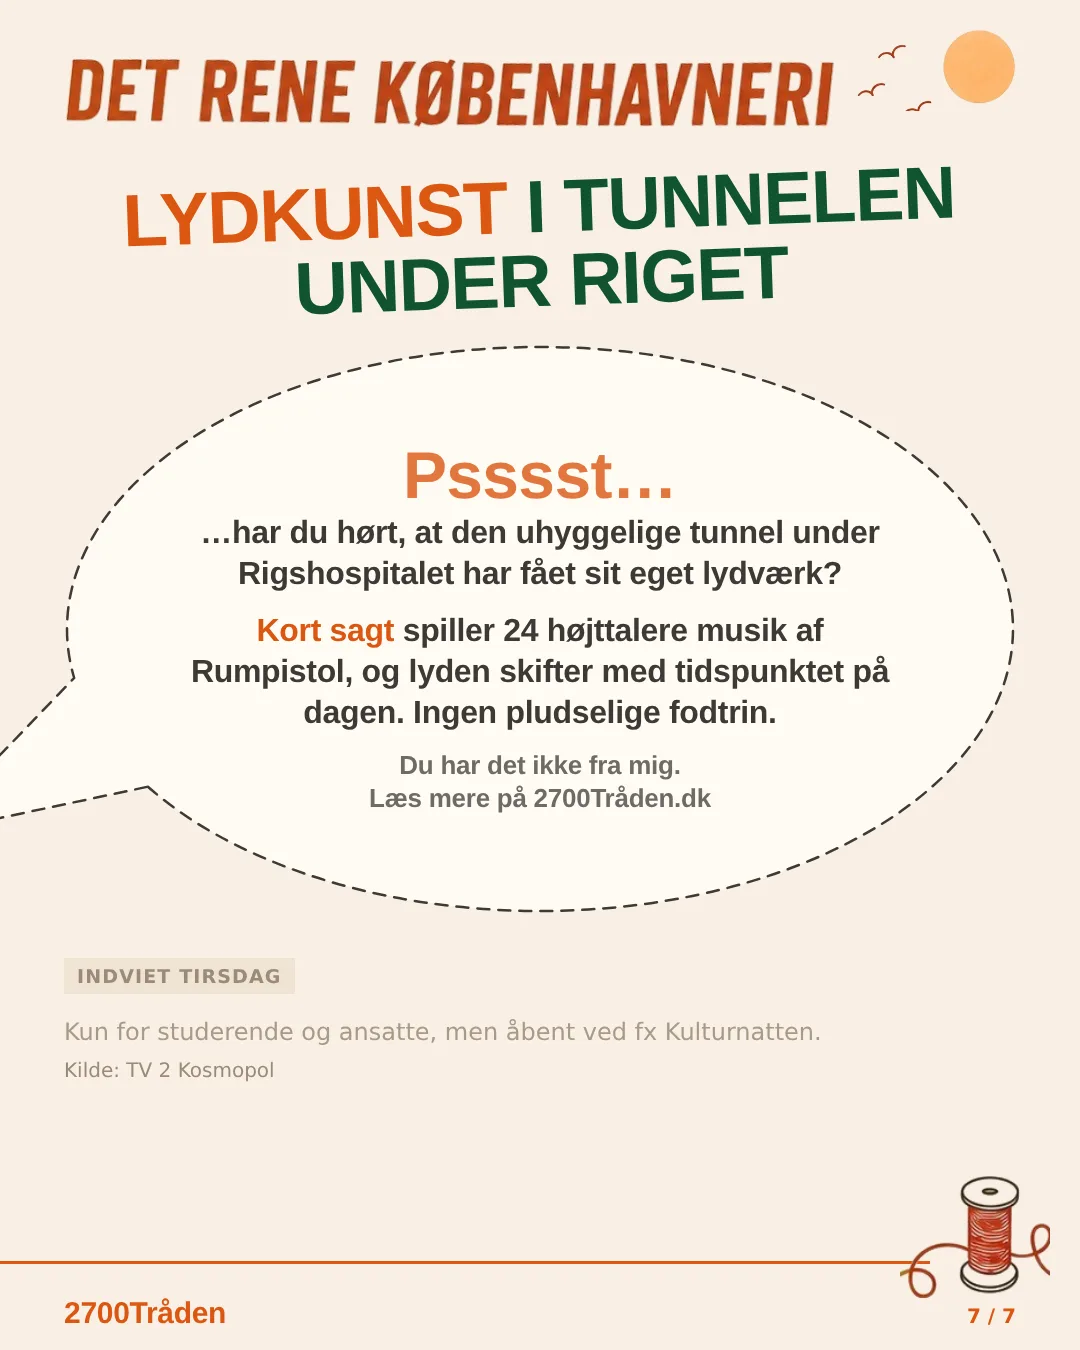 DET RENE KØBENHAVNERI
LYDKUNST I TUNNELEN
UNDER RIGET
Psssst...
...har du hørt, at den uhyggelige tunnel under
Rigshospitalet har fået sit eget lydværk?
Kort sagt spiller 24 højttalere musik af
Rumpistol, og lyden skifter med tidspunktet på
dagen. Ingen pludselige fodtrin.
Du har det ikke fra mig.
Læs mere på 2700Tråden.dk
INDVIET TIRSDAG
Kun for studerende og ansatte, men åbent ved fx Kulturnatten.
Kilde: TV 2 Kosmopol
2700Tråden
7 / 7